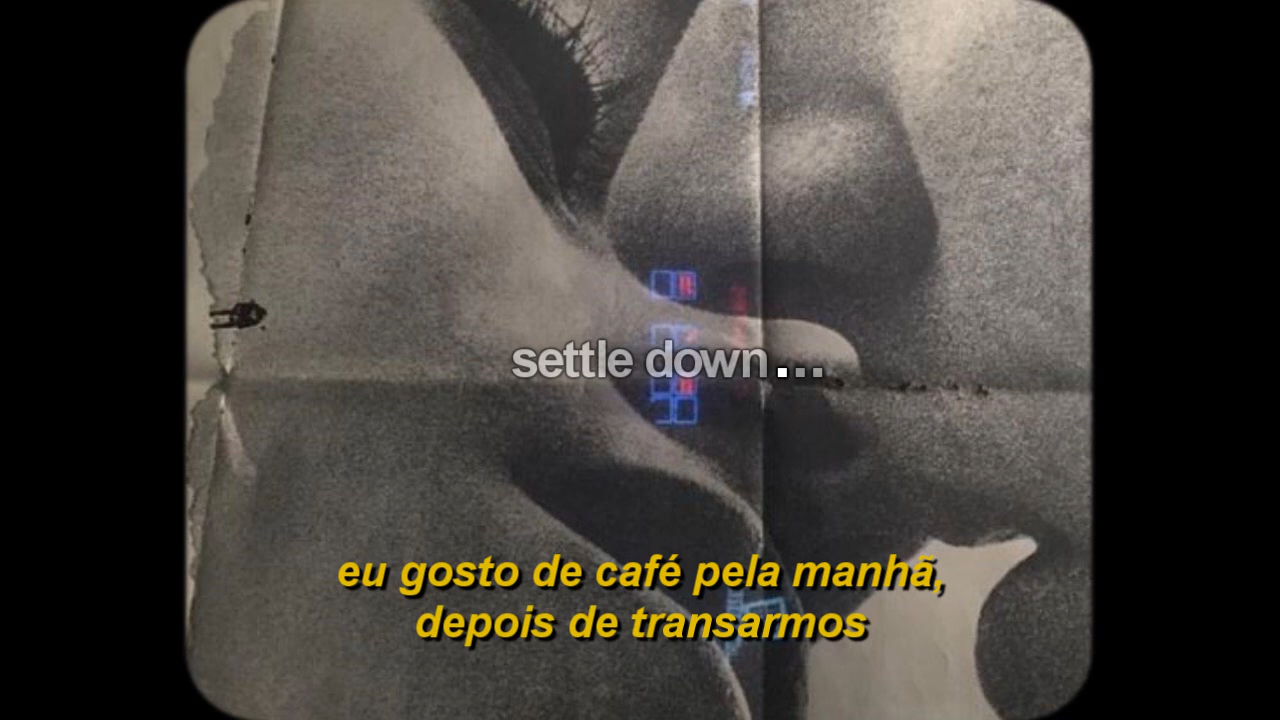 settle down...
eu gosto de café pela manhã,
depois de transarmos